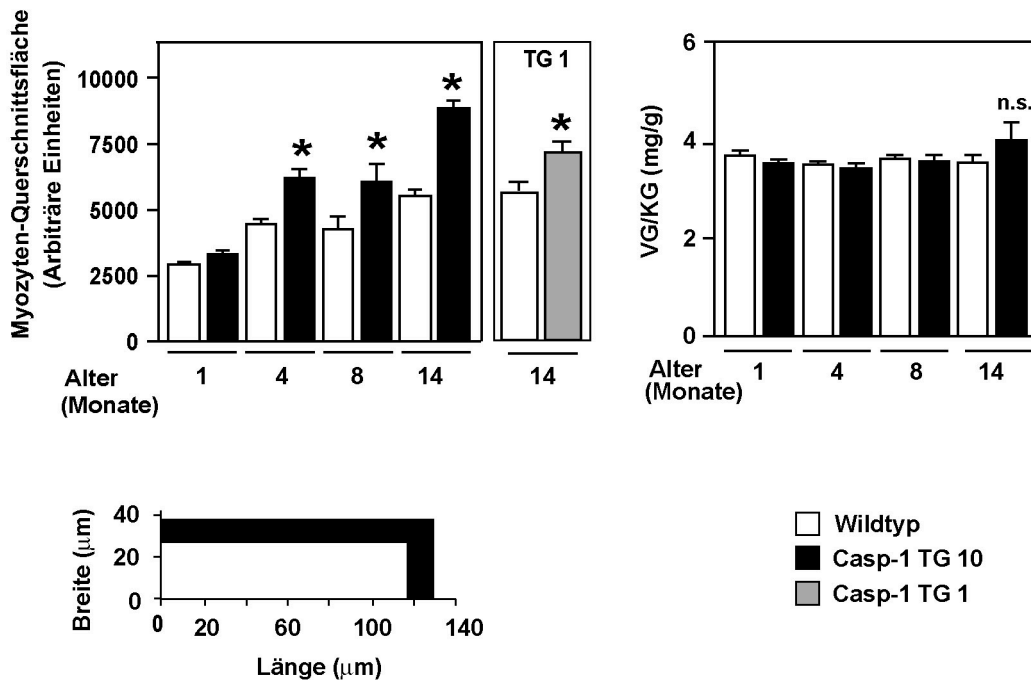 Myozyten-Querschnittsfläche
(Arbiträre Einheiten)
10000
7500
5000
2500
0
*
*
*
Alter
(Monate)
1
4
8
14
TG 1
*
14
VG/KG (mg/g)
6
4
2
0
n.s.
Alter
(Monate)
1
4
8
14
Breite (µm)
40
20
0
0
20
60
100
140
Länge (µm)
Wildtyp
Casp-1 TG 10
Casp-1 TG 1